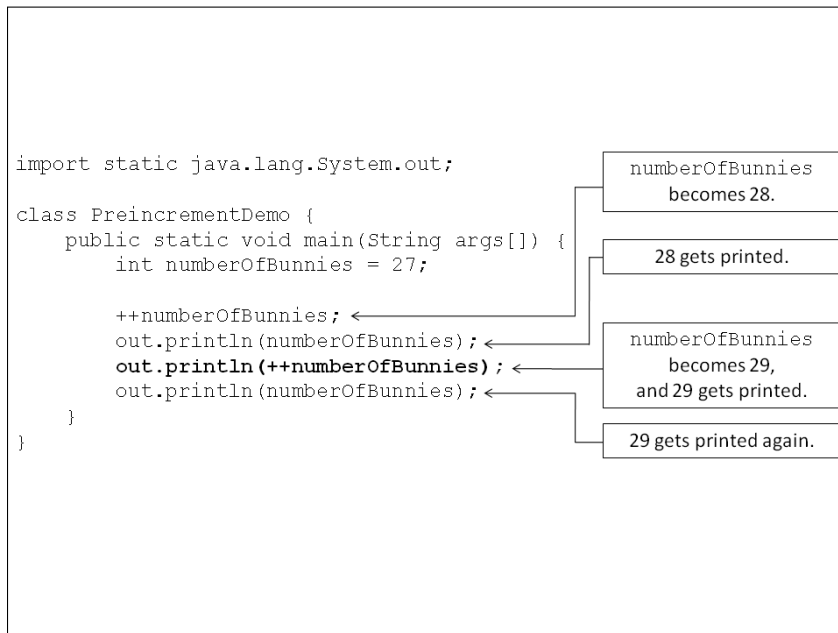 import static java.lang.System.out;
class PreincrementDemo {
public static void main(String args[]) {
int numberOfBunnies = 27;
++numberOfBunnies;
out.println(numberOfBunnies);
out.println(++numberOfBunnies);
out.println(numberOfBunnies);
}
}
numberOfBunnies
becomes 28.
28 gets printed.
numberOfBunnies
becomes 29,
and 29 gets printed.
29 gets printed again.